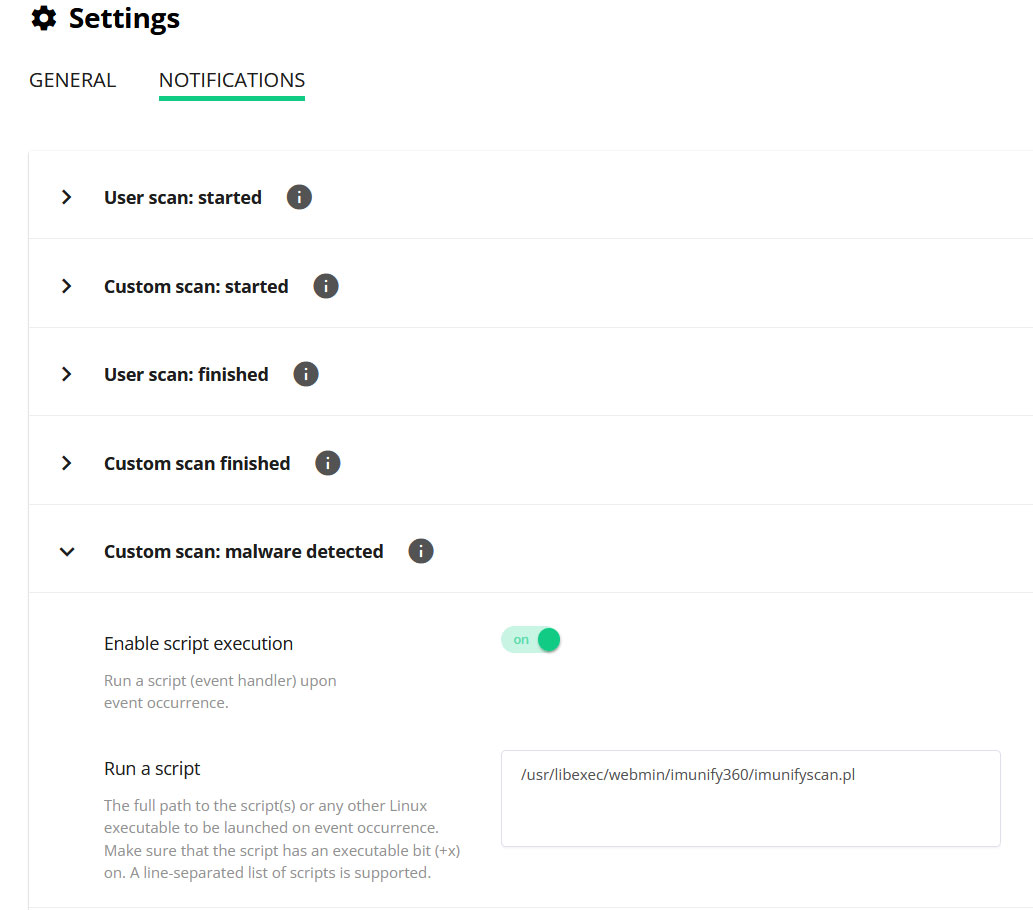 Settings
GENERAL NOTIFICATIONS
User scan: started
Custom scan: started
User scan: finished
Custom scan finished
Custom scan: malware detected
Enable script execution
on
Run a script (event handler) upon
event occurrence.
Run a script
/usr/libexec/webmin/imunify360/imunifyscan.pl
The full path to the script(s) or any other Linux
executable to be launched on event occurrence.
Make sure that the script has an executable bit (+x)
on. A line-separated list of scripts is supported.